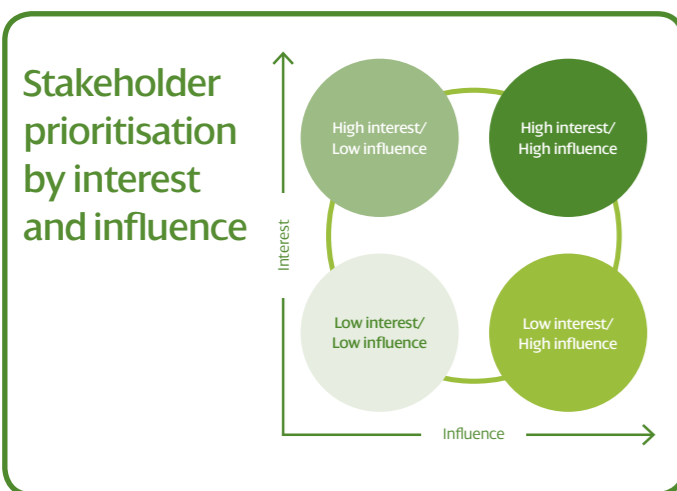 Stakeholder
prioritisation
by interest
and influence
Interest
High interest/
Low influence
High interest/
High influence
Low interest/
Low influence
Low interest/
High influence
Influence